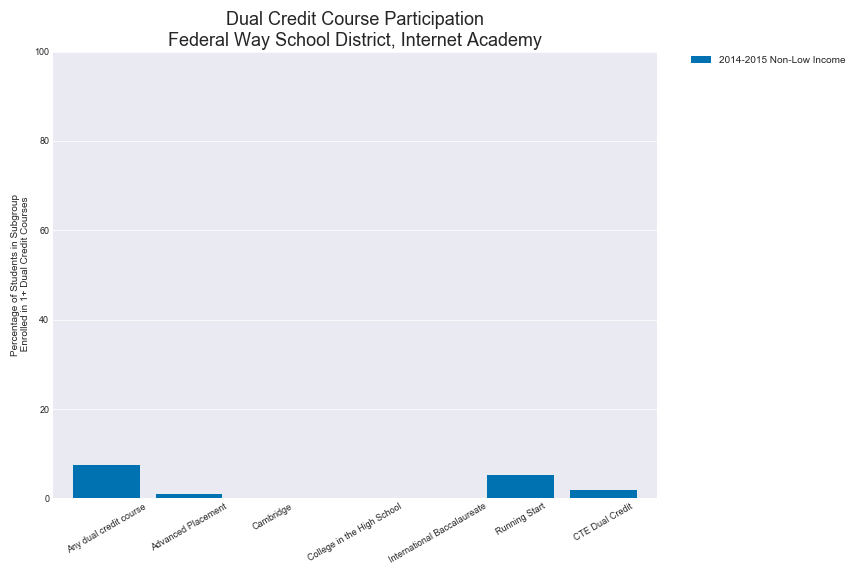 Dual Credit Course Participation
Federal Way School District, Internet Academy
2014-2015 Non-Low Income
Percentage of Students in Subgroup
Enrolled in 1+ Dual Credit Courses
100
80
60
40
20
0
Any dual credit course
Advanced Placement
Cambridge
College in the High School
International Baccalaureate
Running Start
CTE Dual Credit